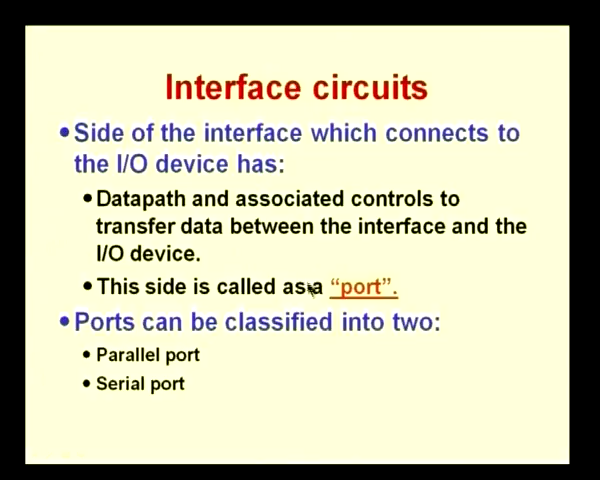 Interface circuits
•Side of the interface which connects to
the I/O device has:
•Datapath and associated controls to
transfer data between the interface and the
I/O device.
•This side is called as a “port”.
•Ports can be classified into two:
• Parallel port
• Serial port